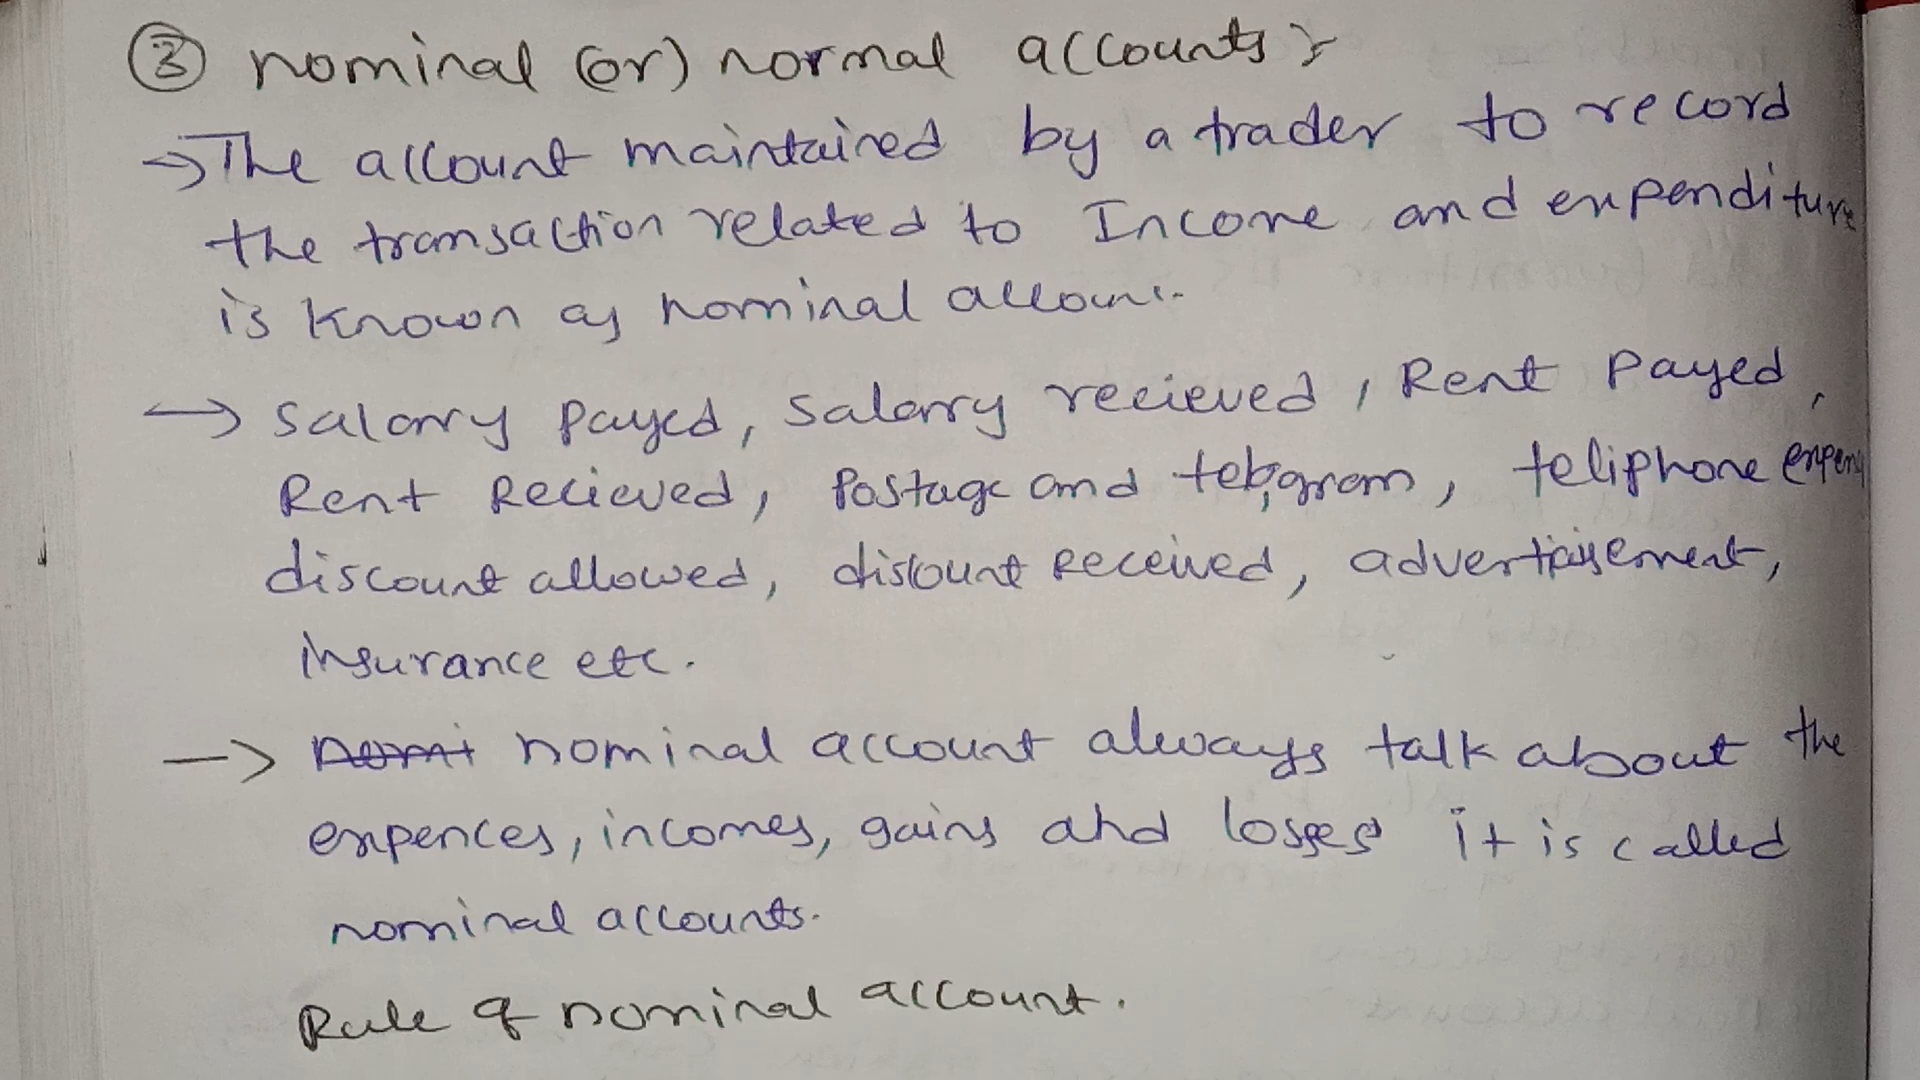 ③ nominal (or) normal accounts :-
→ The account maintained by a trader to record
the transaction related to Income and expenditure
is known as nominal account.
→ salary payed, salary recieved, Rent payed,
Rent Recieved, Postage and telegram, teliphone expen
discount allowed, discount Received, advertisement,
insurance etc.
→ nomi nominal account always talk about the
expences, incomes, gains and losses it is called
nominal accounts.
Rule of nominal account.